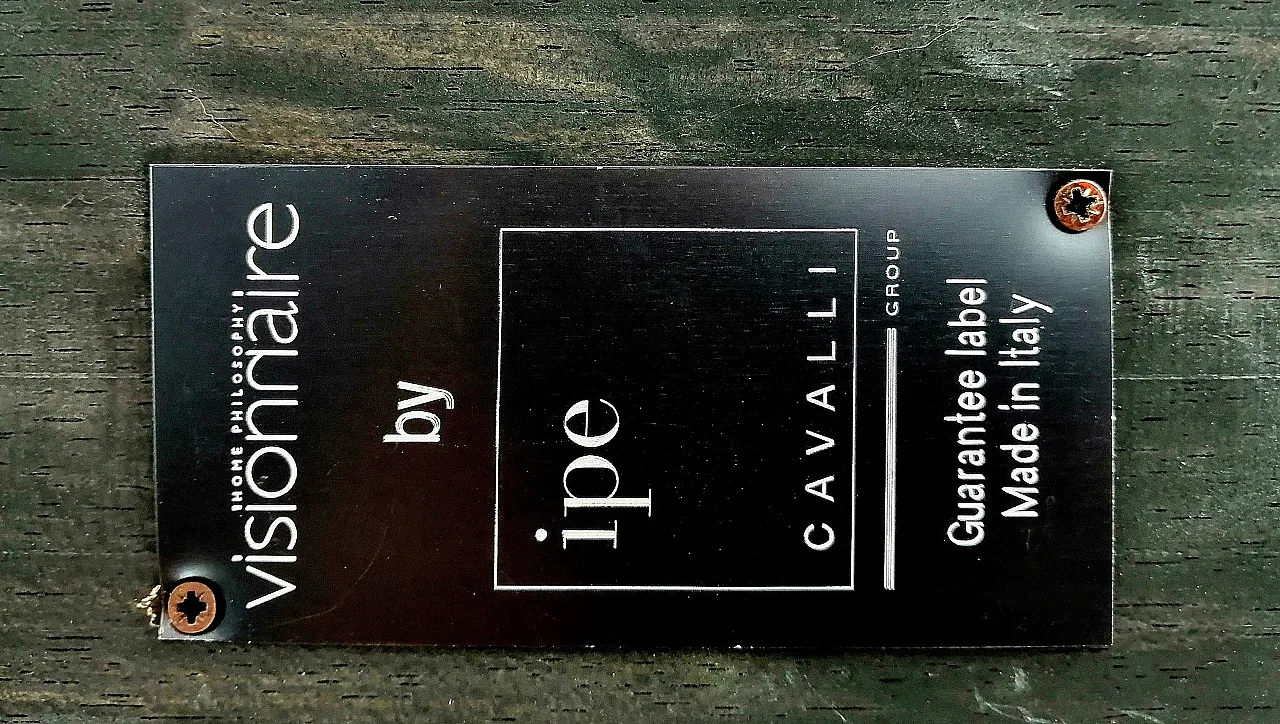 HOME PHILOSOPHY
visionnaire
by
ipe
CAVALLI
GROUP
Guarantee label
Made in Italy